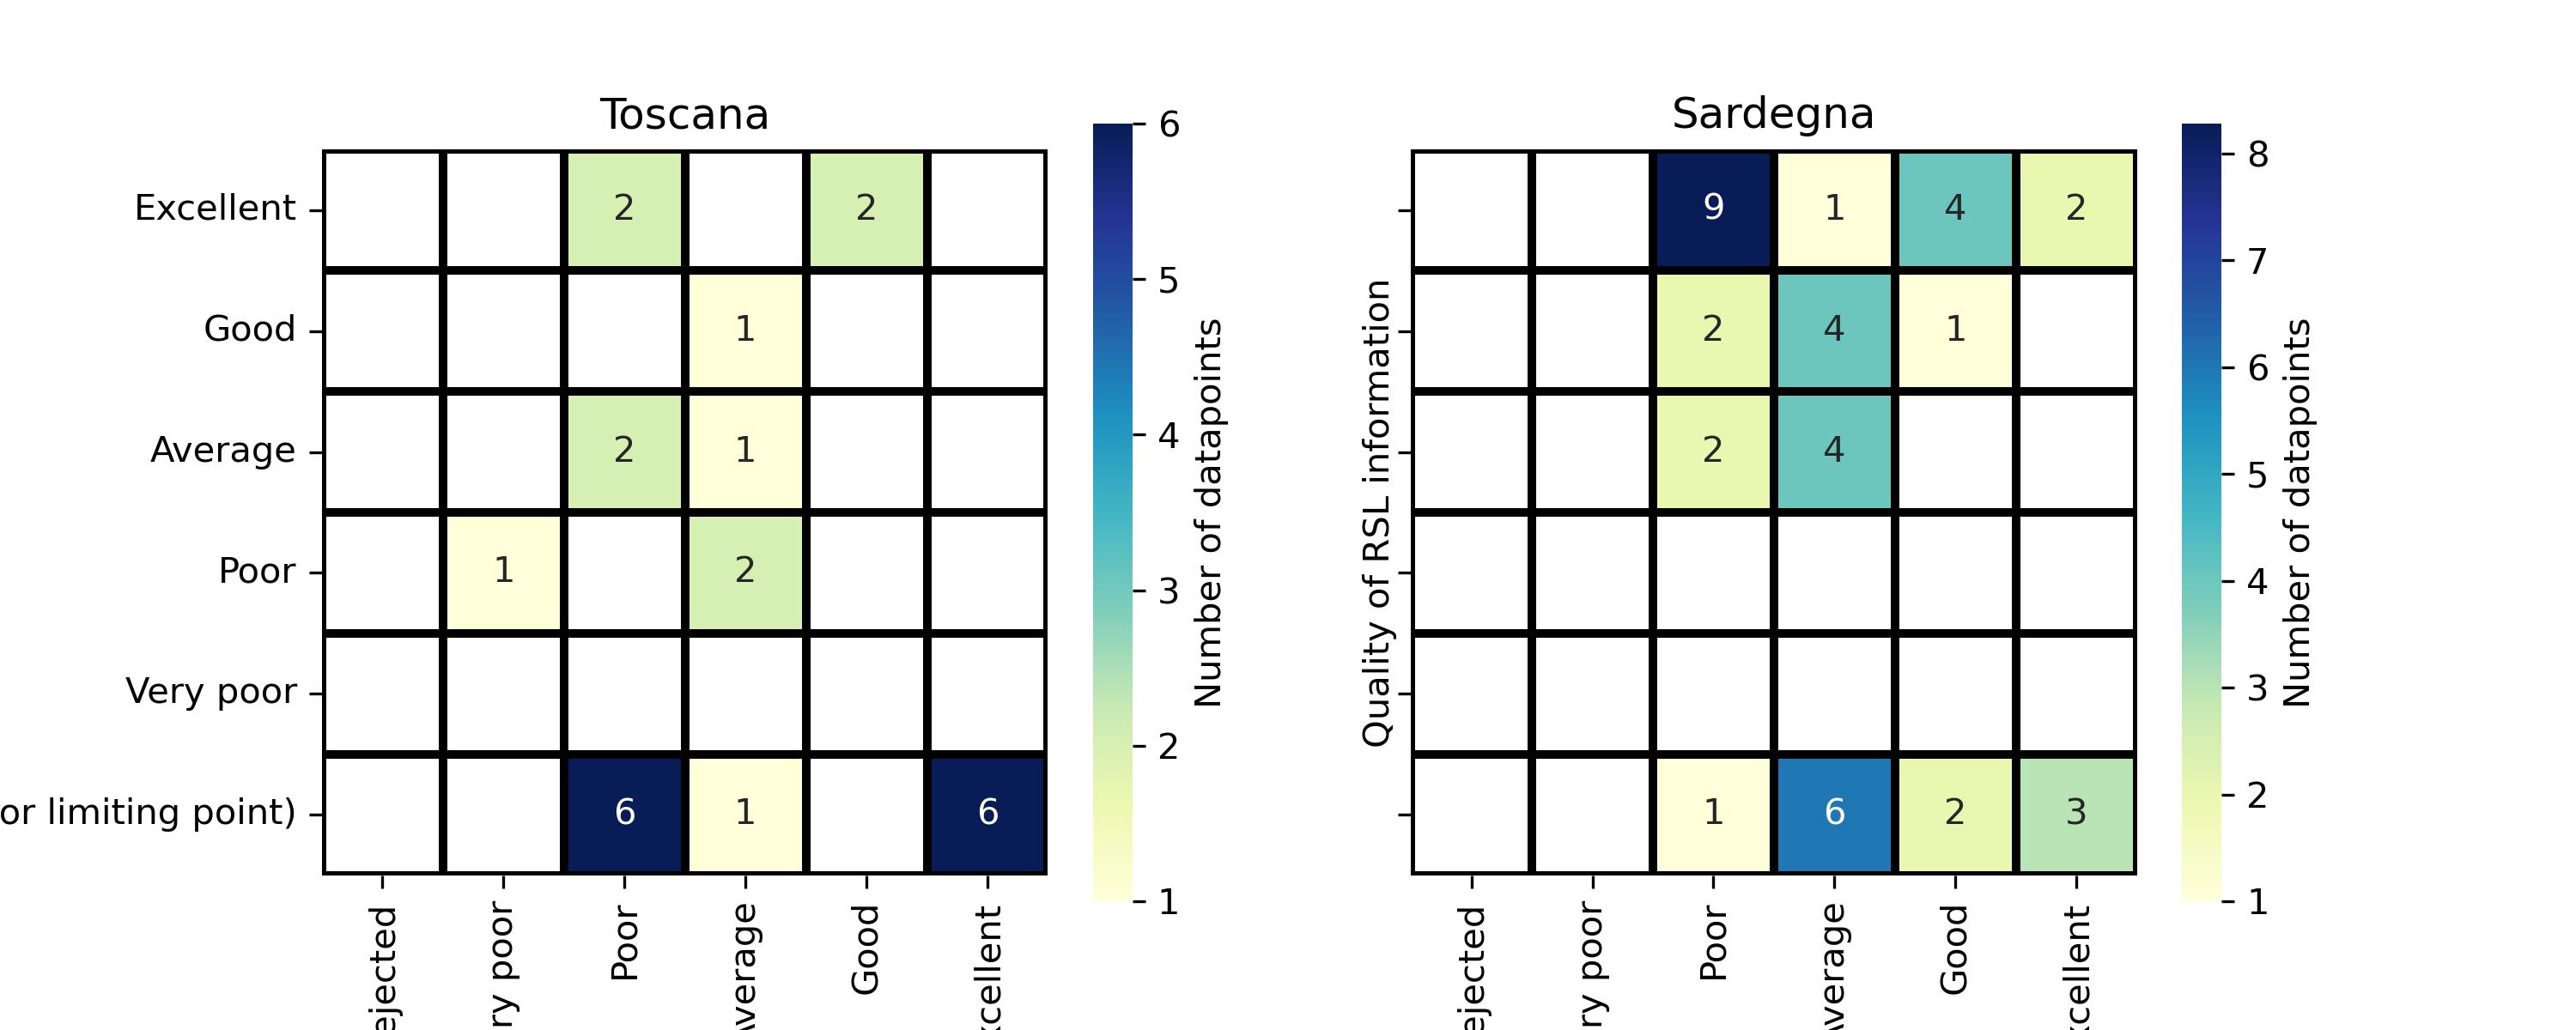 Toscana
Excellent
Good
Average
Poor
Very poor
or limiting point)
2 2
1
2 1
1 2
6 1 6
ejected
ry poor
Poor
Average
Good
xcellent
6
5
4
3
2
1
Number of datapoints
Sardegna
Quality of RSL information
9 1 4 2
2 4 1
2 4
1 6 2 3
ejected
ry poor
Poor
Average
Good
xcellent
8
7
6
5
4
3
2
1
Number of datapoints